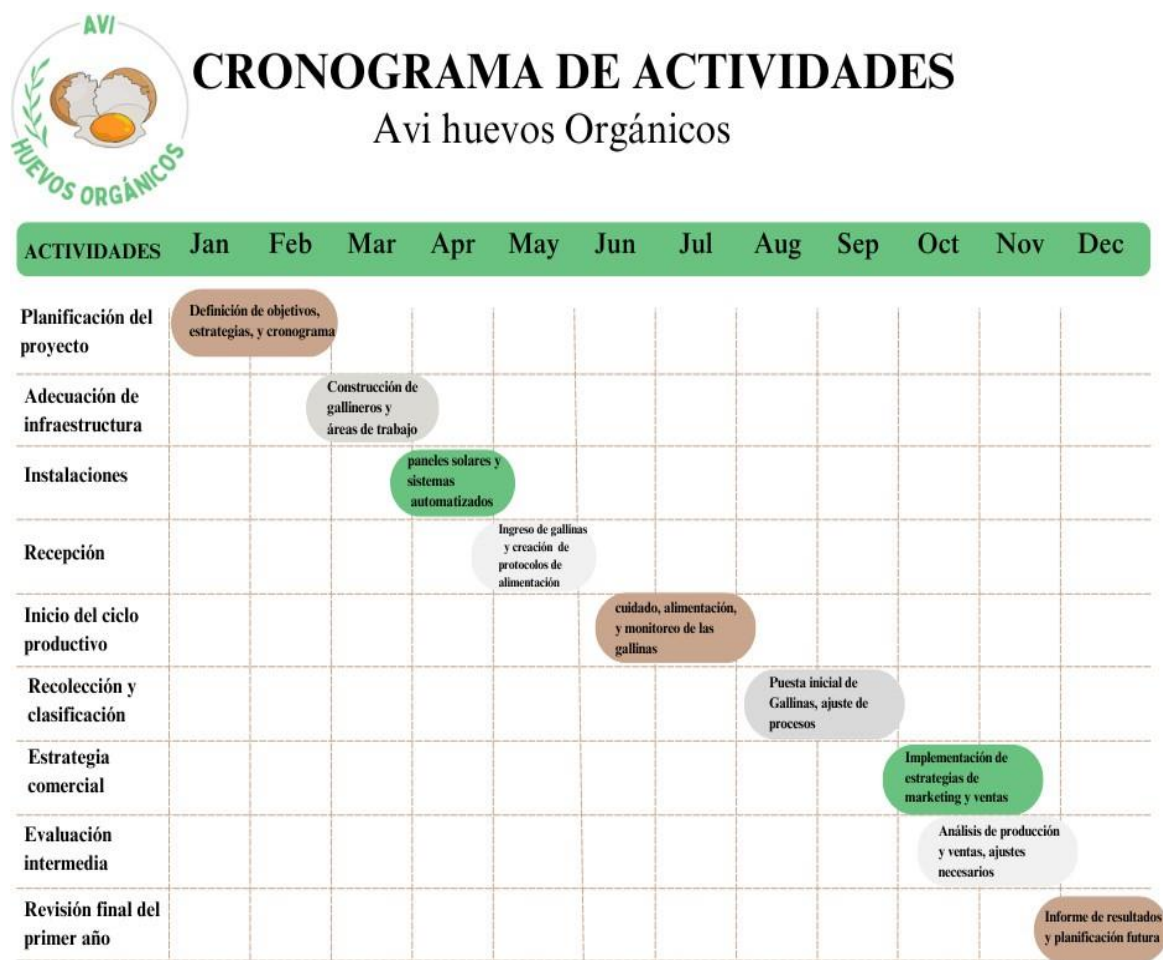 AVI
HUEVOS ORGÁNICOS
CRONOGRAMA DE ACTIVIDADES
Avi huevos Orgánicos
ACTIVIDADES Jan Feb Mar Apr May Jun Jul Aug Sep Oct Nov Dec
Planificación del
proyecto
Definición de objetivos,
estrategias, y cronograma
Adecuación de
infraestructura
Construcción de
gallineros y
áreas de trabajo
Instalaciones
paneles solares y
sistemas
automatizados
Recepción
Ingreso de gallinas
y creación de
protocolos de
alimentación
Inicio del ciclo
productivo
cuidado, alimentación,
y monitoreo de las
gallinas
Recolección y
clasificación
Puesta inicial de
Gallinas, ajuste de
procesos
Estrategia
comercial
Implementación de
estrategias de
marketing y ventas
Evaluación
intermedia
Análisis de producción
y ventas, ajustes
necesarios
Revisión final del
primer año
Informe de resultados
y planificación futura